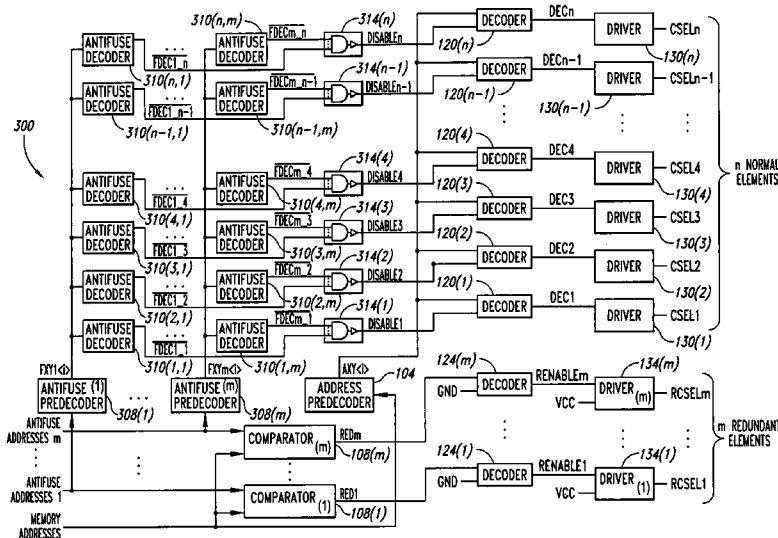 310(n,m) FDECm_n 314(n) DECODER DECn DRIVER CSELn
ANTIFUSE DECODER ... ANTIFUSE DECODER DISABLEn
FDEC1_n 310(n,1) 120(n) 130(n)
314(n-1) DECn-1
ANTIFUSE DECODER ... ANTIFUSE DECODER FDECm_n-1 DISABLEn-1 DECODER DRIVER CSELn-1
FDEC1_n-1 120(n-1) 130(n-1)
310(n-1,1) 310(n-1,m)
300
120(4) DEC4
314(4) DECODER DRIVER CSEL4
ANTIFUSE DECODER ... ANTIFUSE DECODER FDECm_4 DISABLE4
FDEC1_4 310(4,1) 310(4,m) 120(3) DEC3 130(4)
314(3) DECODER DRIVER CSEL3
ANTIFUSE DECODER ... ANTIFUSE DECODER FDECm_3 DISABLE3
FDEC1_3 310(3,1) 310(3,m) 120(2) DEC2 130(3)
314(2) DECODER DRIVER CSEL2
ANTIFUSE DECODER ... ANTIFUSE DECODER FDECm_2 DISABLE2
FDEC1_2 310(2,1) 310(2,m) 120(1) DEC1 130(2)
314(1) DECODER DRIVER CSEL1
ANTIFUSE DECODER ... ANTIFUSE DECODER FDECm_1 DISABLE1
FDEC1_1 310(1,1) 310(1,m) 130(1)
n NORMAL ELEMENTS
FXY1<i> FXYm<i> AXY<i>
ANTIFUSE (1) PREDECODER ... ANTIFUSE (m) PREDECODER ADDRESS PREDECODER 104
308(1) 308(m)
124(m) RENABLEm 134(m)
DECODER DRIVER (m) RCSELm
GND VCC
ANTIFUSE ADDRESSES m
COMPARATOR (m) REDm
108(m)
124(1) RENABLE1 134(1)
ANTIFUSE ADDRESSES 1
COMPARATOR (1) RED1 DECODER DRIVER (1) RCSEL1
108(1) GND VCC
MEMORY ADDRESSES
m REDUNDANT ELEMENTS